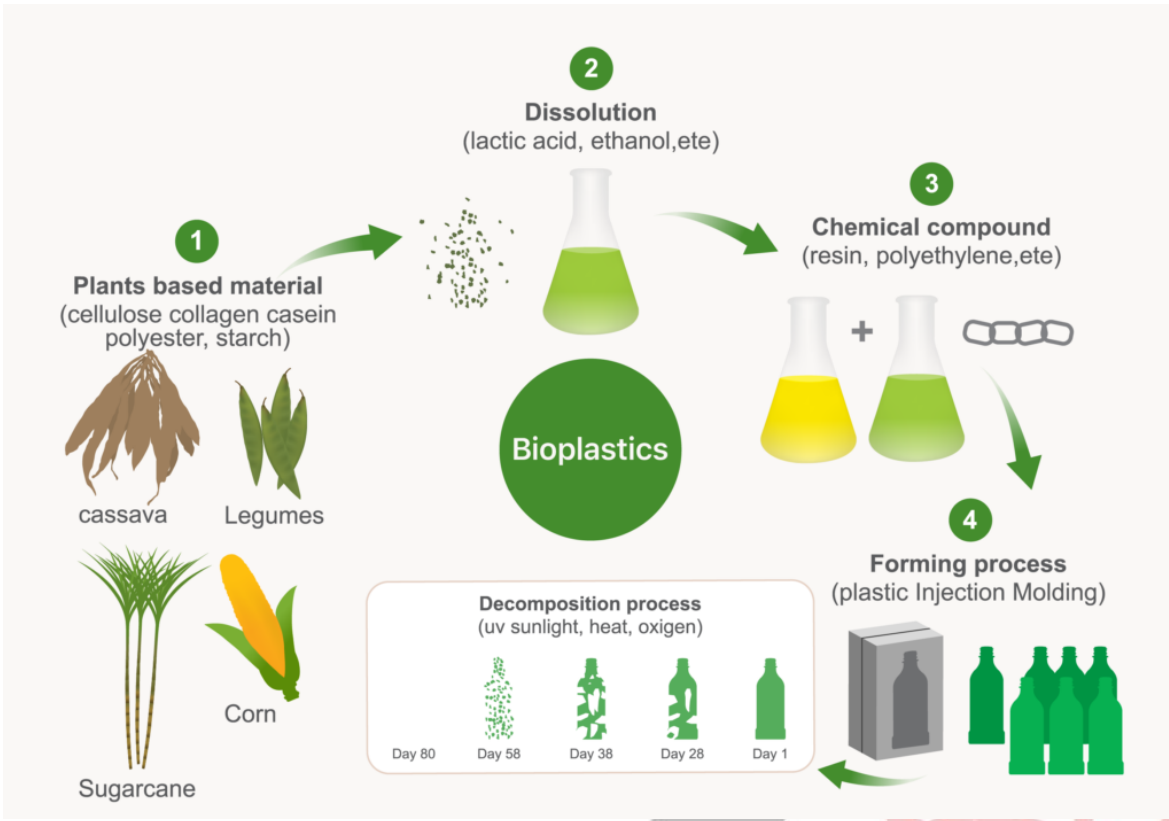 1
Plants based material
(cellulose collagen casein
polyester, starch)
cassava
Legumes
Sugarcane
Corn
2
Dissolution
(lactic acid, ethanol,ete)
3
Chemical compound
(resin, polyethylene,ete)
+
Bioplastics
4
Forming process
(plastic Injection Molding)
Decomposition process
(uv sunlight, heat, oxigen)
Day 80
Day 58
Day 38
Day 28
Day 1